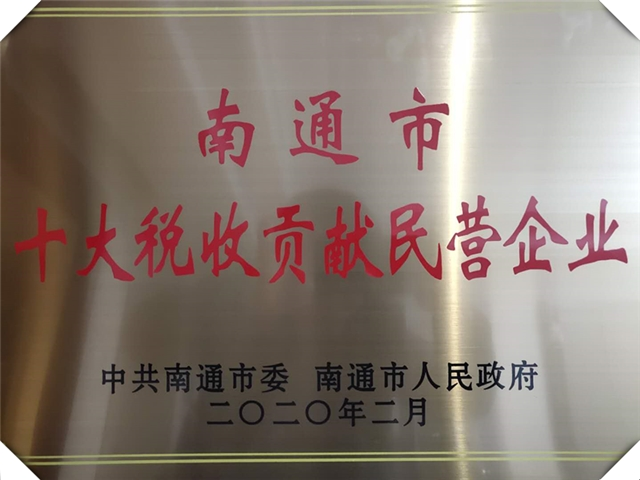 南通市
十大税收贡献民营企业
中共南通市委 南通市人民政府
二〇二〇年二月